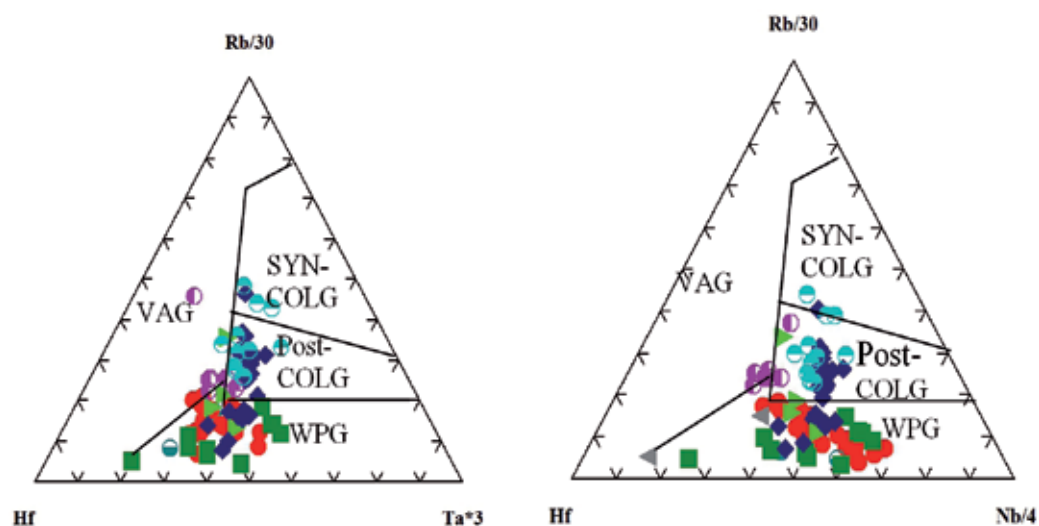 Rb/30
SYN-
COLG
VAG
Post-
COLG
WPG
Hf
Ta*3
Rb/30
SYN-
COLG
VAG
Post-
COLG
WPG
Hf
Nb/4